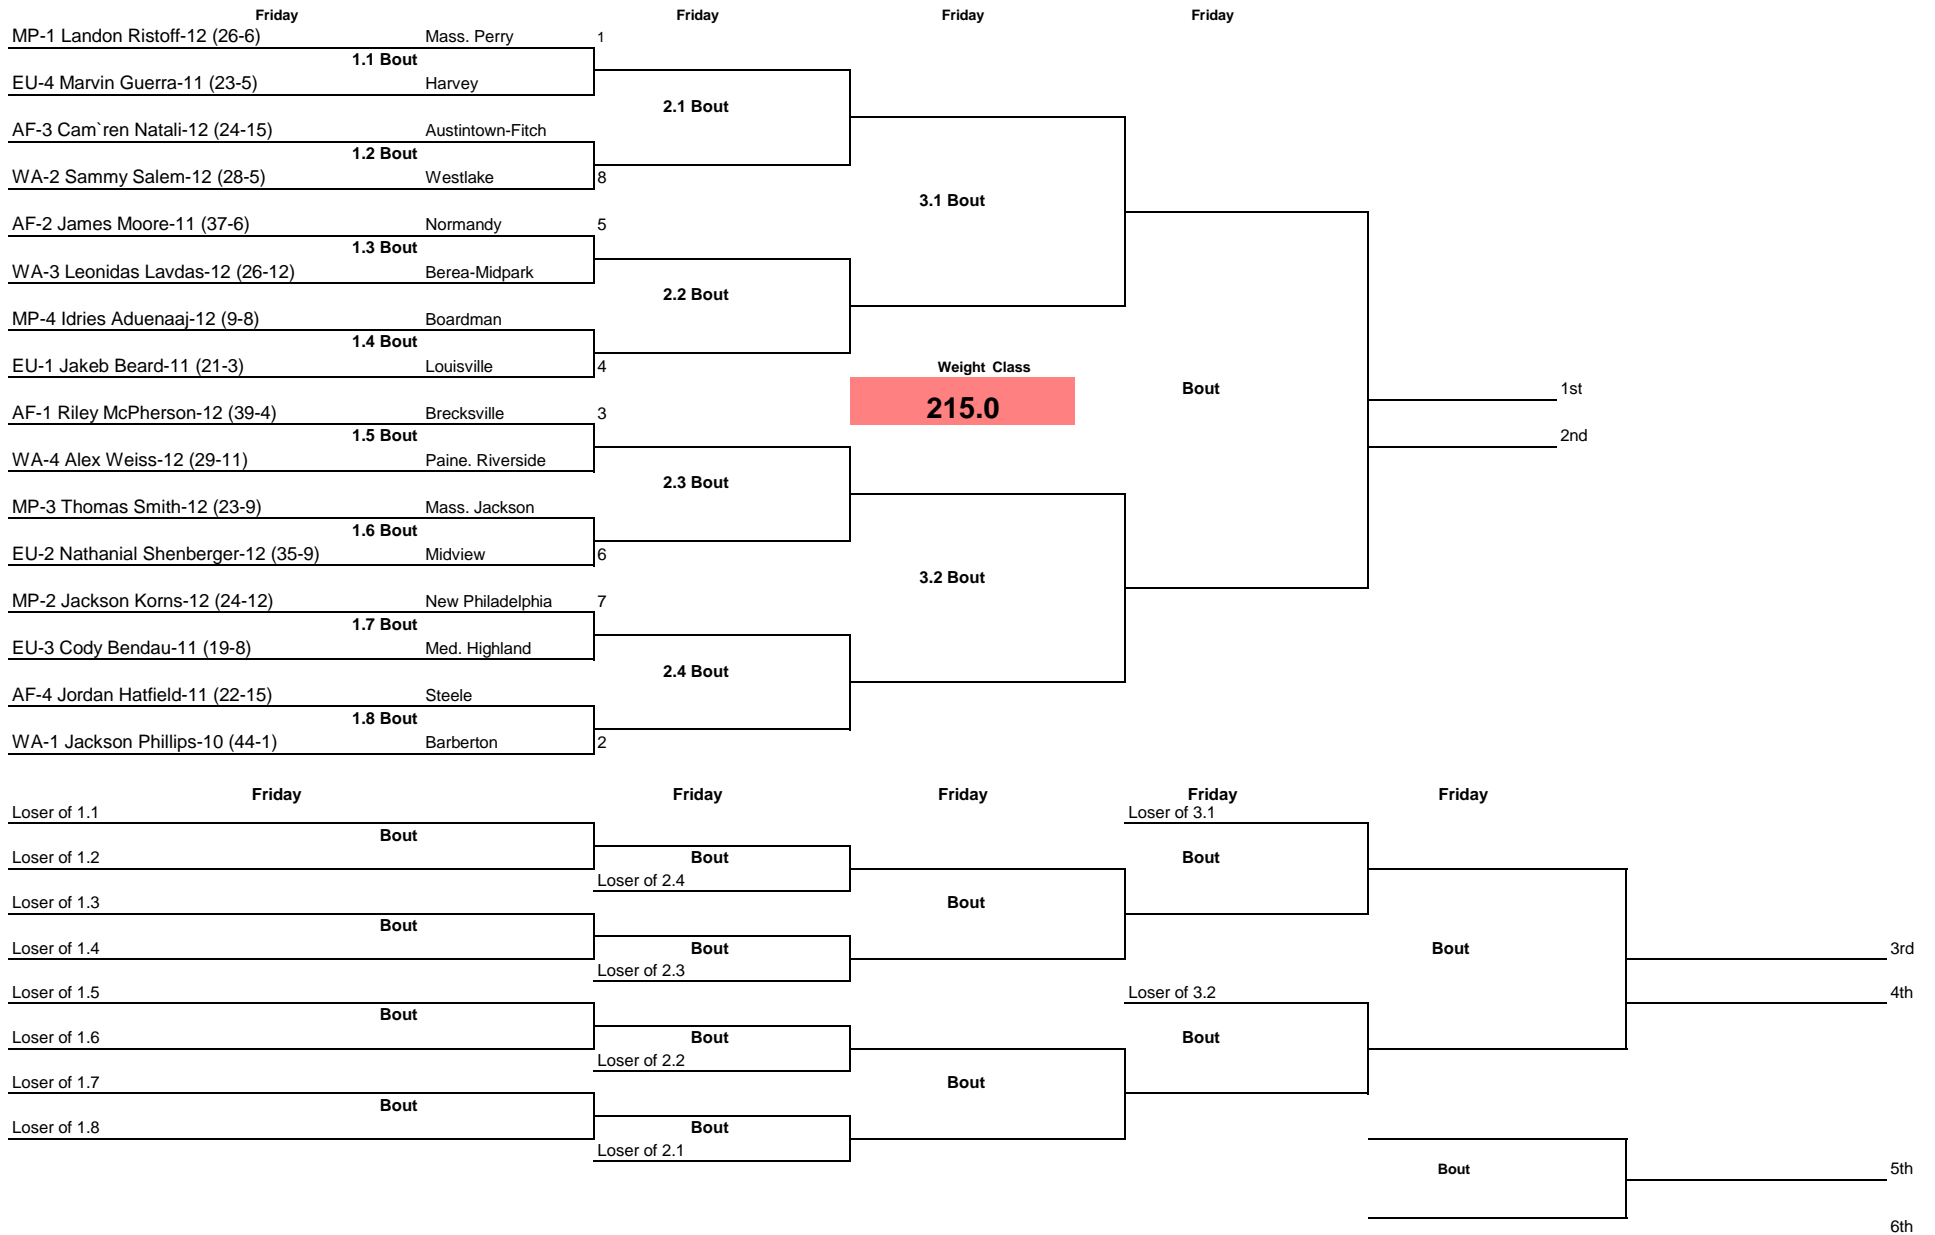 Friday Friday Friday Friday
MP-1 Landon Ristoff-12 (26-6) Mass. Perry 1
1.1 Bout
EU-4 Marvin Guerra-11 (23-5) Harvey
2.1 Bout
AF-3 Cam`ren Natali-12 (24-15) Austintown-Fitch
1.2 Bout
WA-2 Sammy Salem-12 (28-5) Westlake 8
3.1 Bout
AF-2 James Moore-11 (37-6) Normandy 5
1.3 Bout
WA-3 Leonidas Lavdas-12 (26-12) Berea-Midpark
2.2 Bout
MP-4 Idries Aduenaaj-12 (9-8) Boardman
1.4 Bout
EU-1 Jakeb Beard-11 (21-3) Louisville 4 Weight Class
Bout 1st
AF-1 Riley McPherson-12 (39-4) Brecksville 3 215.0
1.5 Bout 2nd
WA-4 Alex Weiss-12 (29-11) Paine. Riverside
2.3 Bout
MP-3 Thomas Smith-12 (23-9) Mass. Jackson
1.6 Bout
EU-2 Nathanial Shenberger-12 (35-9) Midview 6
3.2 Bout
MP-2 Jackson Korns-12 (24-12) New Philadelphia 7
1.7 Bout
EU-3 Cody Bendau-11 (19-8) Med. Highland
2.4 Bout
AF-4 Jordan Hatfield-11 (22-15) Steele
1.8 Bout
WA-1 Jackson Phillips-10 (44-1) Barberton 2
Friday Friday Friday Friday Friday
Loser of 1.1 Loser of 3.1
Bout
Loser of 1.2 Bout Bout
Loser of 2.4
Loser of 1.3 Bout
Bout
Loser of 1.4 Bout Bout 3rd
Loser of 2.3
Loser of 1.5 Loser of 3.2 4th
Bout
Loser of 1.6 Bout Bout
Loser of 2.2
Loser of 1.7 Bout
Bout
Loser of 1.8 Bout
Loser of 2.1
Bout 5th
6th